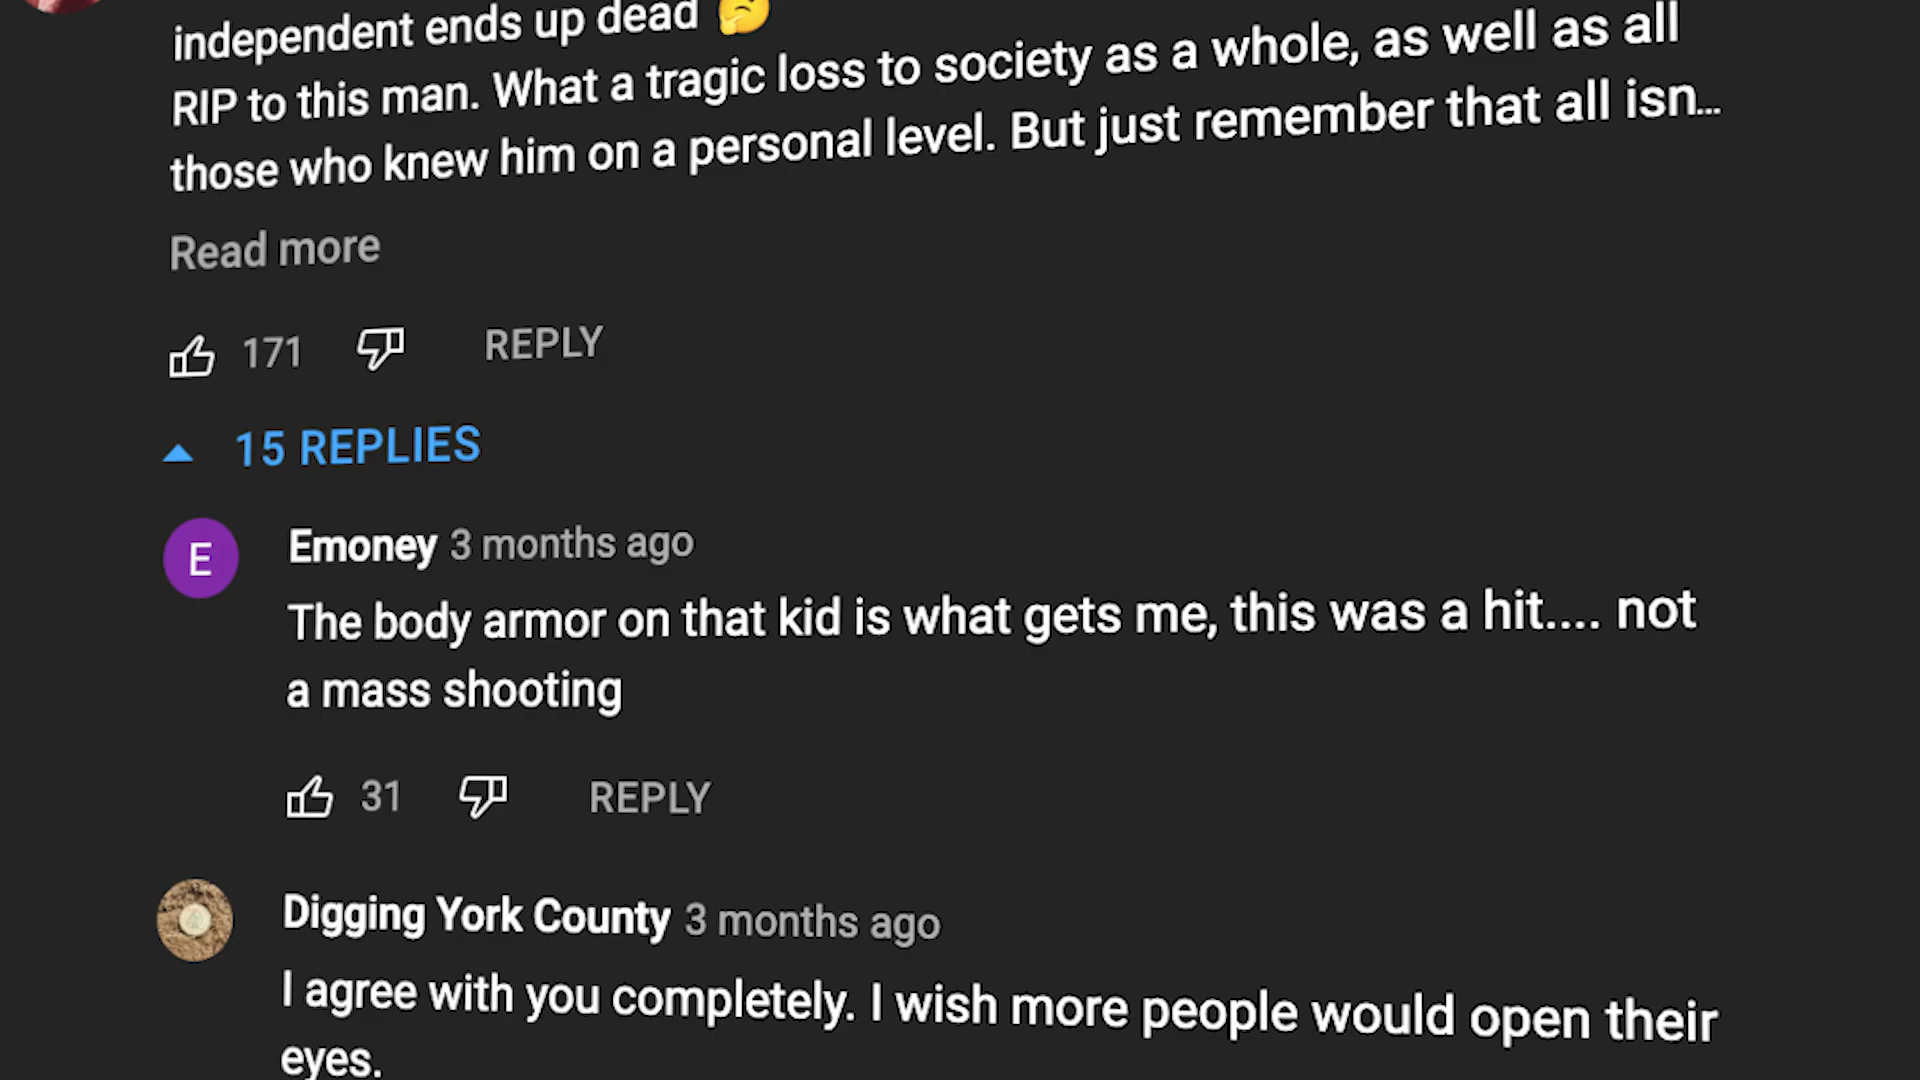 independent ends up dead 🤔
RIP to this man. What a tragic loss to society as a whole, as well as all
those who knew him on a personal level. But just remember that all isn...
Read more
171 REPLY
15 REPLIES
E
Emoney 3 months ago
The body armor on that kid is what gets me, this was a hit.... not
a mass shooting
31 REPLY
Digging York County 3 months ago
I agree with you completely. I wish more people would open their
eyes.